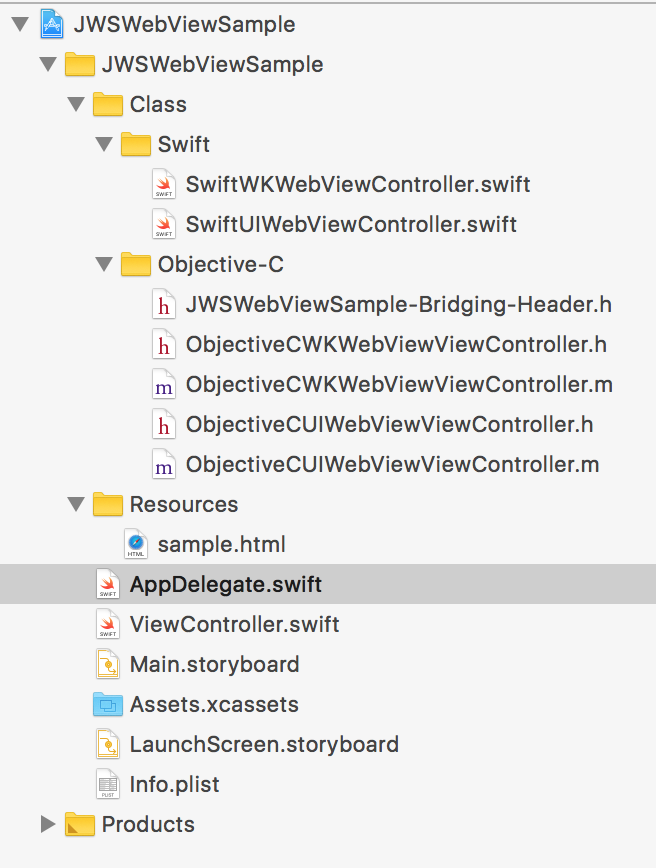 JWSWebViewSample
JWSWebViewSample
Class
Swift
SWIFT SwiftWKWebViewController.swift
SWIFT SwiftUIWebViewController.swift
Objective-C
h JWSWebViewSample-Bridging-Header.h
h ObjectiveCWKWebViewViewController.h
m ObjectiveCWKWebViewViewController.m
h ObjectiveCUIWebViewViewController.h
m ObjectiveCUIWebViewViewController.m
Resources
HTML sample.html
SWIFT AppDelegate.swift
SWIFT ViewController.swift
Main.storyboard
Assets.xcassets
LaunchScreen.storyboard
PLIST Info.plist
Products